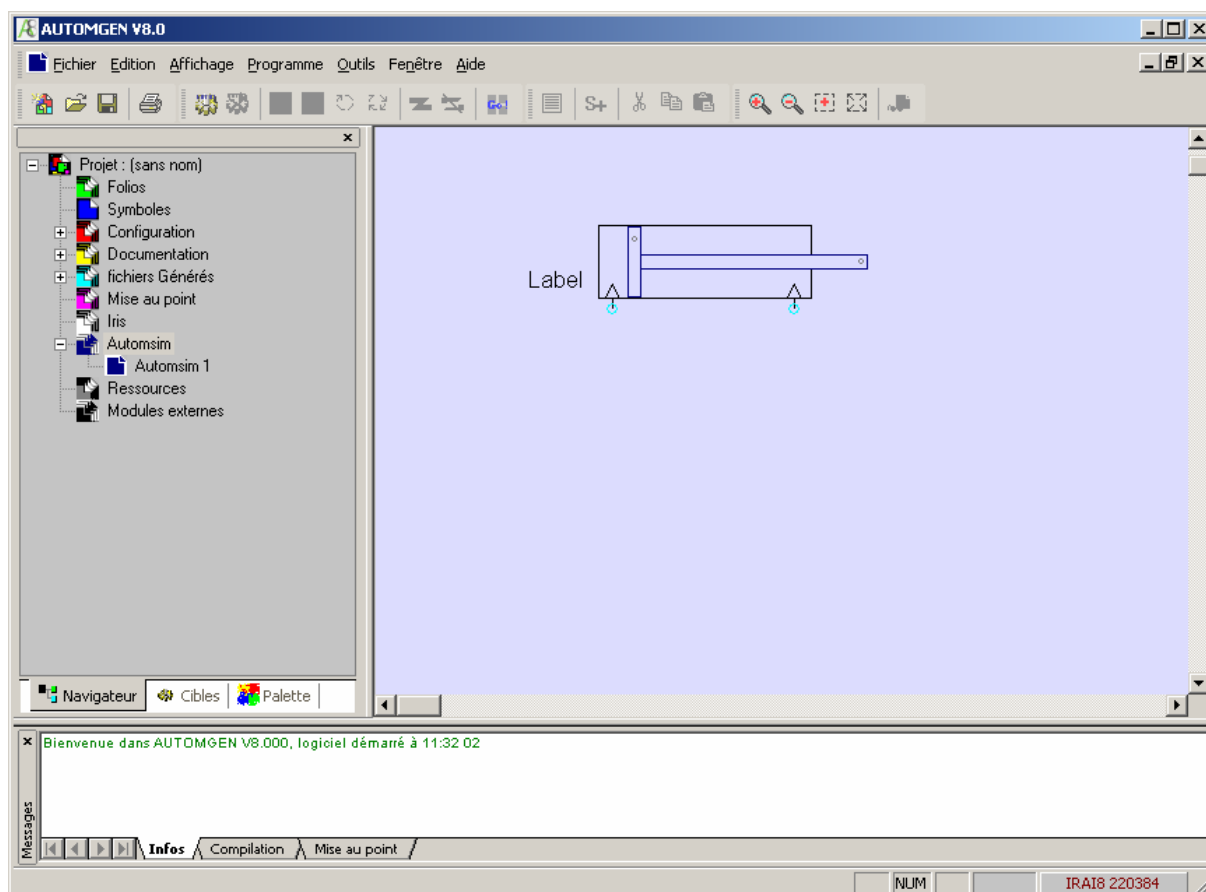 AUTOMGEN V8.0
Fichier Edition Affichage Programme Outils Fenêtre Aide
GO!
S+
Projet : (sans nom)
Folios
Symboles
Configuration
Documentation
fichiers Générés
Mise au point
Iris
Automsim
Automsim 1
Ressources
Modules externes
Label
Navigateur Cibles Palette
Bienvenue dans AUTOMGEN V8.000, logiciel démarré à 11:32 02
Messages
Infos Compilation Mise au point
NUM IRAI8 220384